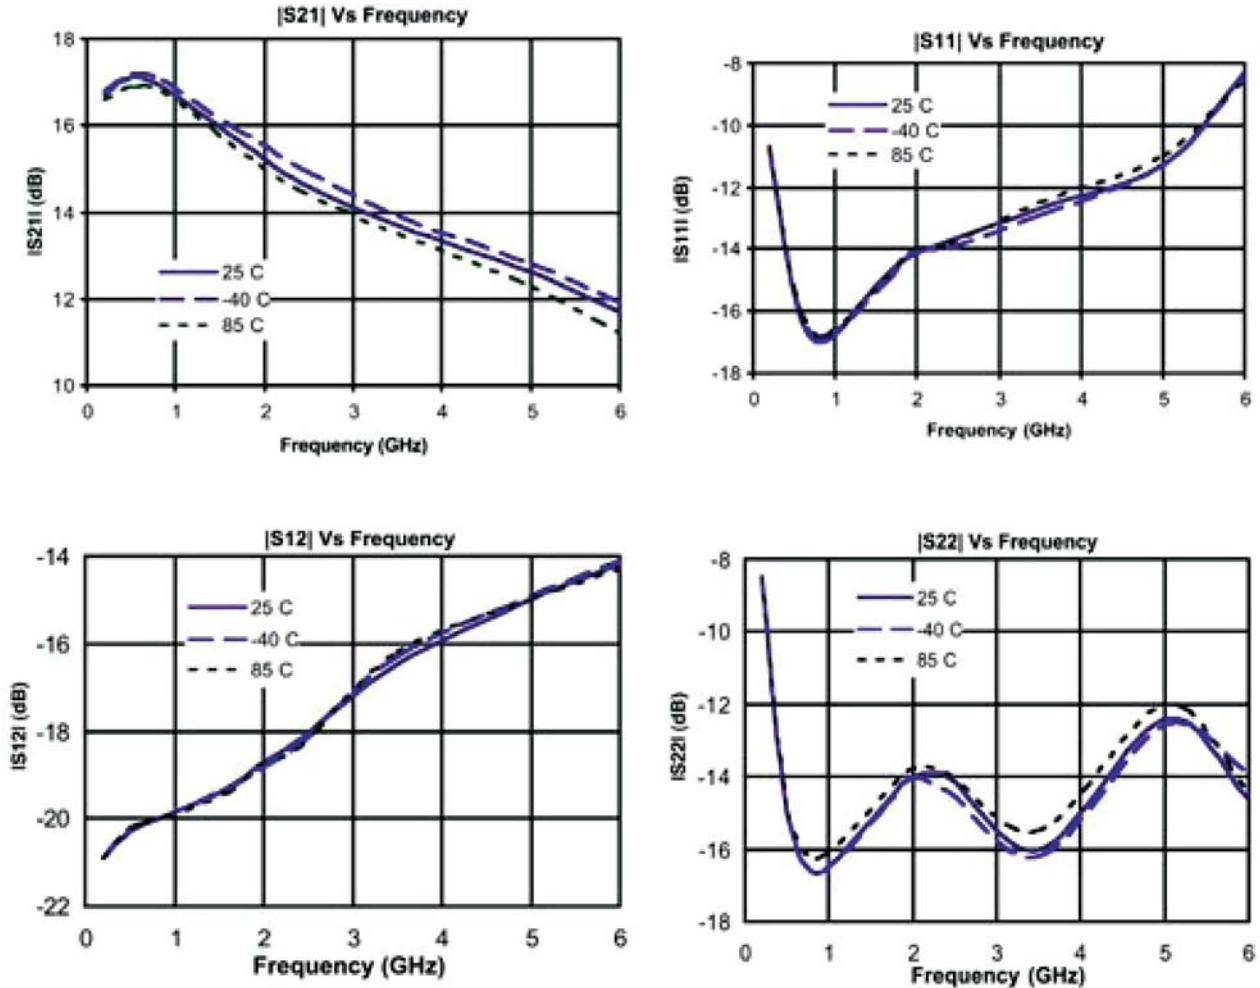 |S21| Vs Frequency
18
16
14
12
10
|S21| (dB)
25 C
-40 C
85 C
0 1 2 3 4 5 6
Frequency (GHz)
|S11| Vs Frequency
-8
-10
-12
-14
-16
-18
|S11| (dB)
25 C
-40 C
85 C
0 1 2 3 4 5 6
Frequency (GHz)
|S12| Vs Frequency
-14
-16
-18
-20
-22
|S12| (dB)
25 C
-40 C
85 C
0 1 2 3 4 5 6
Frequency (GHz)
|S22| Vs Frequency
-8
-10
-12
-14
-16
-18
|S22| (dB)
25 C
-40 C
85 C
0 1 2 3 4 5 6
Frequency (GHz)